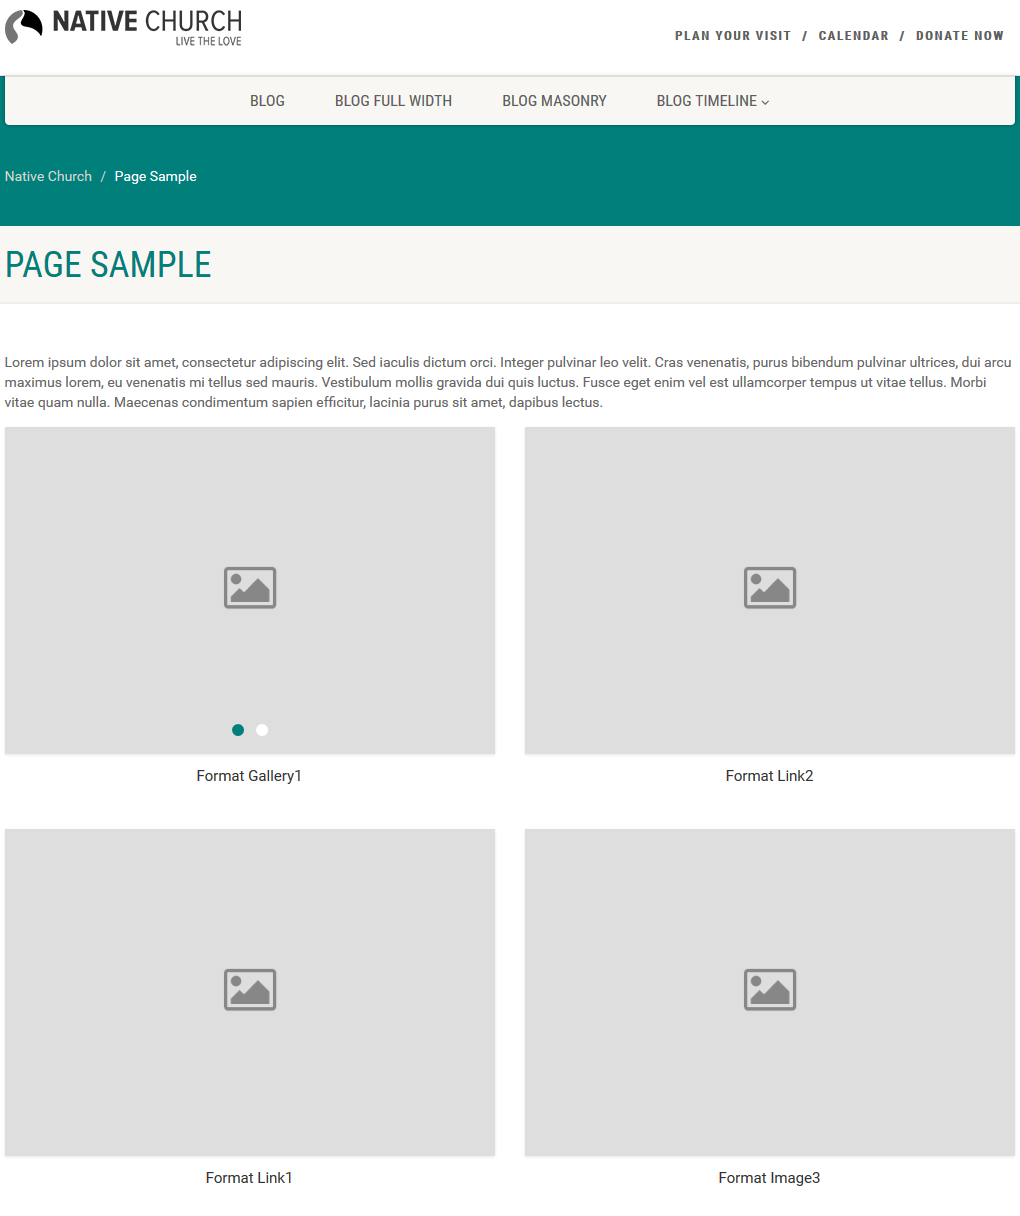 NATIVE CHURCH
LIVE THE LOVE
PLAN YOUR VISIT / CALENDAR / DONATE NOW
BLOG BLOG FULL WIDTH BLOG MASONRY BLOG TIMELINE
Native Church / Page Sample
PAGE SAMPLE
Lorem ipsum dolor sit amet, consectetur adipiscing elit. Sed iaculis dictum orci. Integer pulvinar leo velit. Cras venenatis, purus bibendum pulvinar ultrices, dui arcu
maximus lorem, eu venenatis mi tellus sed mauris. Vestibulum mollis gravida dui quis luctus. Fusce eget enim vel est ullamcorper tempus ut vitae tellus. Morbi
vitae quam nulla. Maecenas condimentum sapien efficitur, lacinia purus sit amet, dapibus lectus.
Format Gallery1
Format Link2
Format Link1
Format Image3